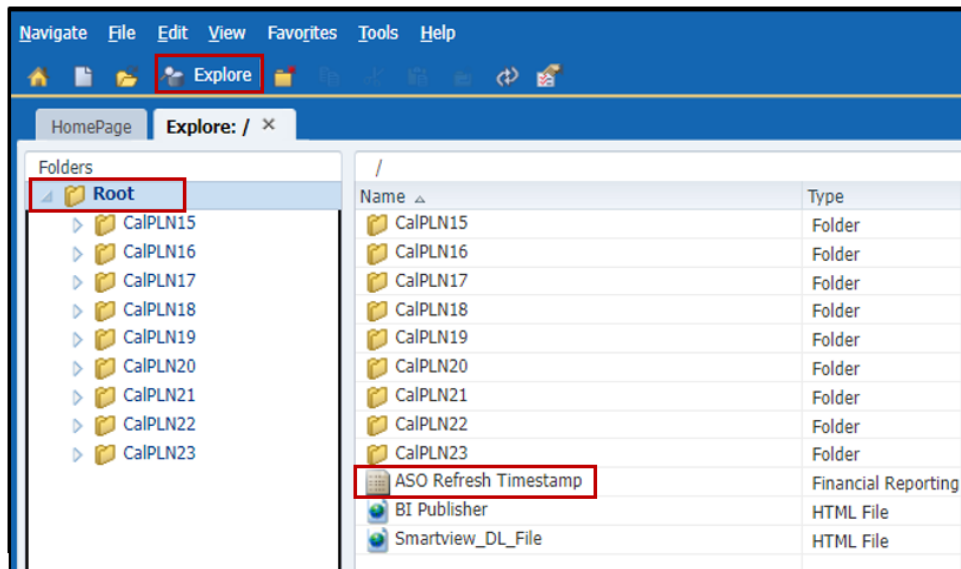 Navigate File Edit View Favorites Tools Help
Explore
HomePage Explore: / ×
Folders
/
Root
Name Type
CalPLN15
CalPLN15 Folder
CalPLN16
CalPLN16 Folder
CalPLN17
CalPLN17 Folder
CalPLN18
CalPLN18 Folder
CalPLN19
CalPLN19 Folder
CalPLN20
CalPLN20 Folder
CalPLN21
CalPLN21 Folder
CalPLN22
CalPLN22 Folder
CalPLN23
CalPLN23 Folder
ASO Refresh Timestamp Financial Reporting
BI Publisher HTML File
Smartview_DL_File HTML File